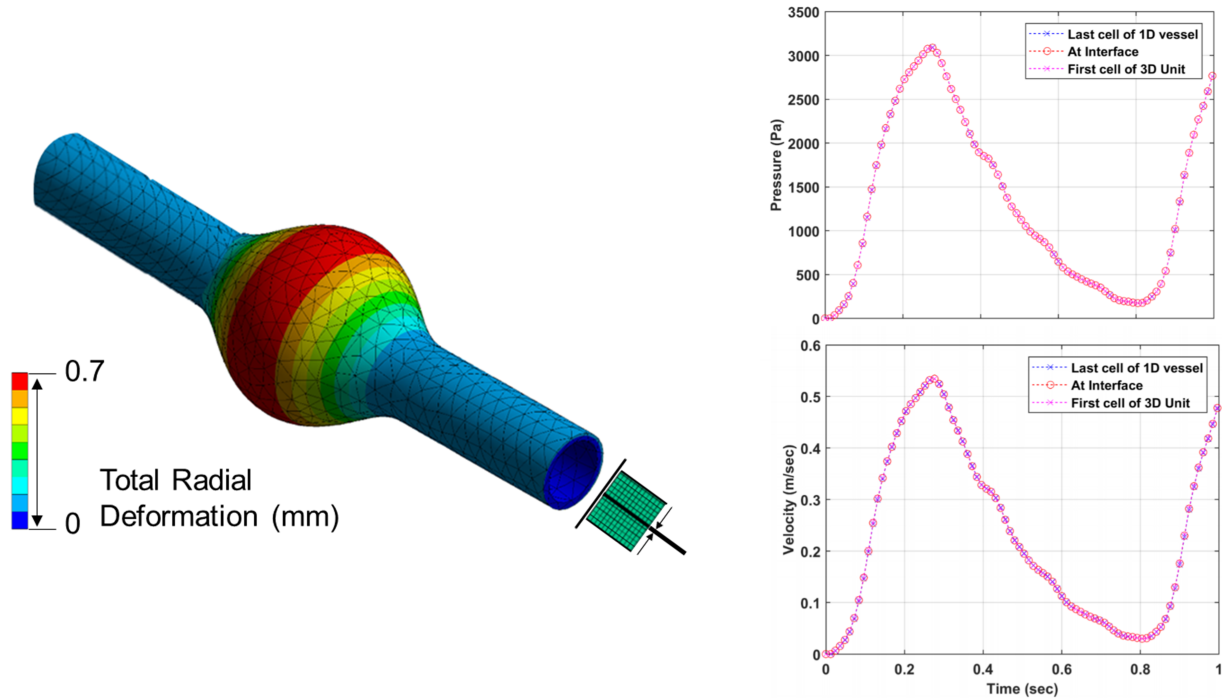 0.7
0
Total Radial
Deformation (mm)
3500
3000
2500
2000
1500
1000
500
0
Pressure (Pa)
Last cell of 1D vessel
At Interface
First cell of 3D Unit
0.6
0.5
0.4
0.3
0.2
0.1
0
Velocity (m/sec)
Last cell of 1D vessel
At Interface
First cell of 3D Unit
0 0.2 0.4 0.6 0.8 1
Time (sec)